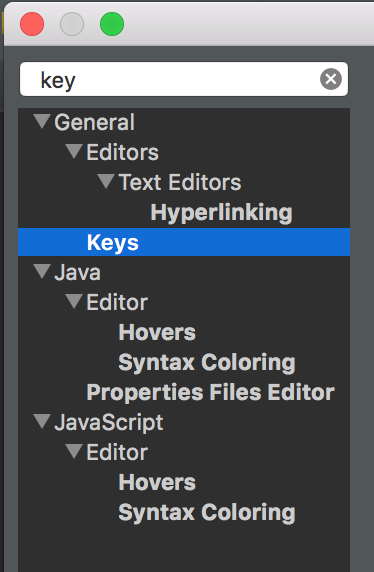 key
General
Editors
Text Editors
Hyperlinking
Keys
Java
Editor
Hovers
Syntax Coloring
Properties Files Editor
JavaScript
Editor
Hovers
Syntax Coloring